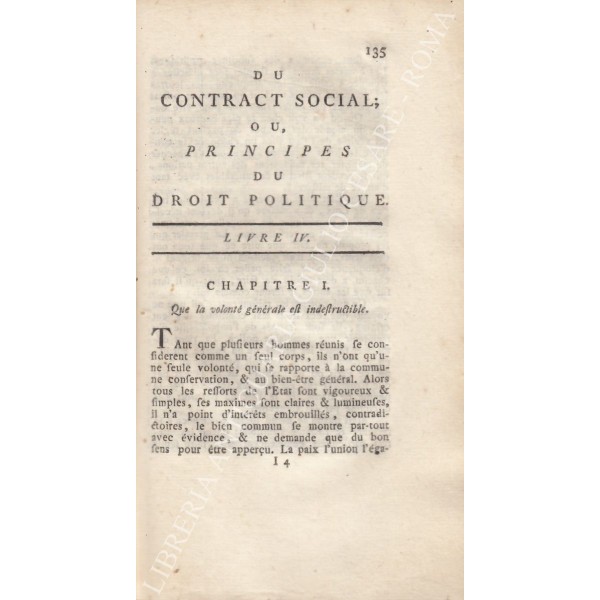 135
DU
CONTRACT SOCIAL;
OU,
PRINCIPES
DU
DROIT POLITIQUE.
LIVRE IV.
CHAPITRE I.
Que la volonté générale eſt indeſtructible.
TAnt que pluſieurs hommes réunis ſe con-
ſiderent comme un ſeul corps, ils n'ont qu'u-
ne ſeule volonté, qui ſe rapporte à la commu-
ne conſervation, & au bien-être général. Alors
tous les reſſorts de l'Etat ſont vigoureux &
ſimples, ſes maximes ſont claires & lumineuſes,
il n'a point d'intérêts embrouillés, contradi-
ctoires, le bien commun ſe montre par-tout
avec évidence, & ne demande que du bon
ſens pour être apperçu. La paix l'union l'éga-
I 4